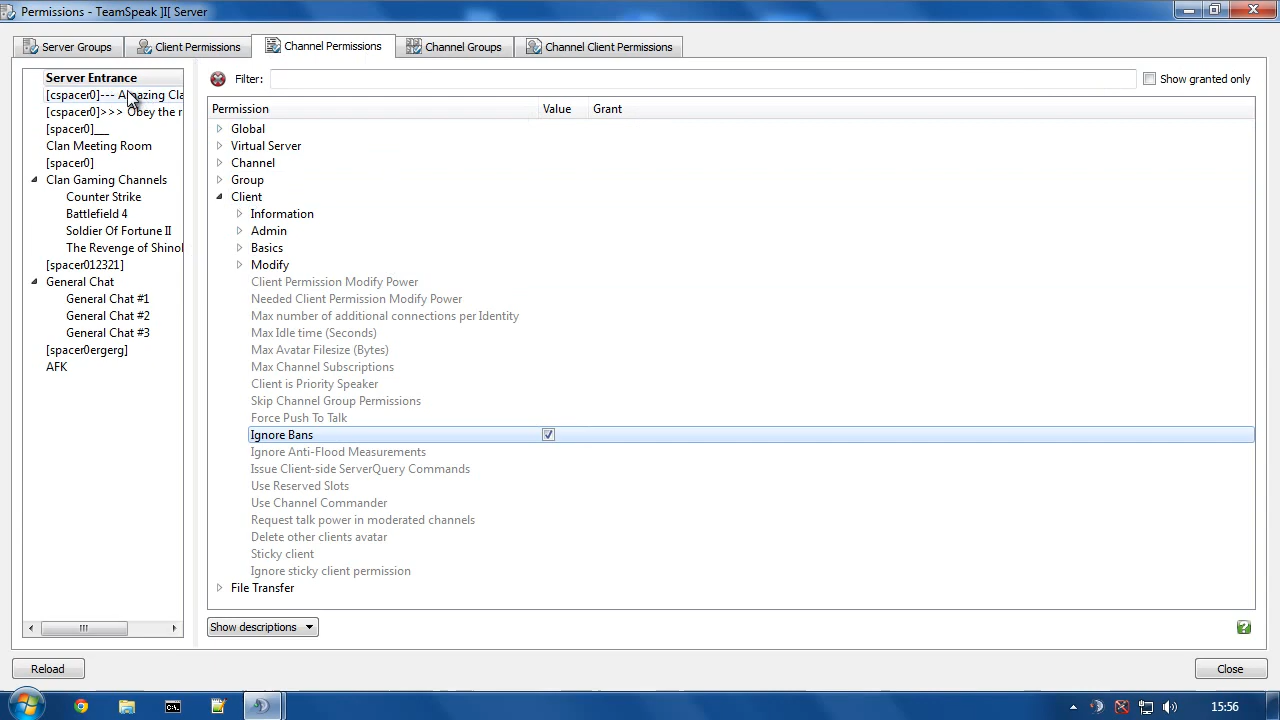 Permissions - TeamSpeak ]I[ Server
Server Groups
Client Permissions
Channel Permissions
Channel Groups
Channel Client Permissions
Server Entrance
[cspacer0]--- Amazing Cla
[cspacer0]>>> Obey the r
[spacer0]___
Clan Meeting Room
[spacer0]
Clan Gaming Channels
Counter Strike
Battlefield 4
Soldier Of Fortune II
The Revenge of Shinol
[spacer012321]
General Chat
General Chat #1
General Chat #2
General Chat #3
[spacer0ergerg]
AFK
Filter:
Show granted only
Permission Value Grant
Global
Virtual Server
Channel
Group
Client
Information
Admin
Basics
Modify
Client Permission Modify Power
Needed Client Permission Modify Power
Max number of additional connections per Identity
Max Idle time (Seconds)
Max Avatar Filesize (Bytes)
Max Channel Subscriptions
Client is Priority Speaker
Skip Channel Group Permissions
Force Push To Talk
Ignore Bans
Ignore Anti-Flood Measurements
Issue Client-side ServerQuery Commands
Use Reserved Slots
Use Channel Commander
Request talk power in moderated channels
Delete other clients avatar
Sticky client
Ignore sticky client permission
File Transfer
Show descriptions
Reload
Close
15:56